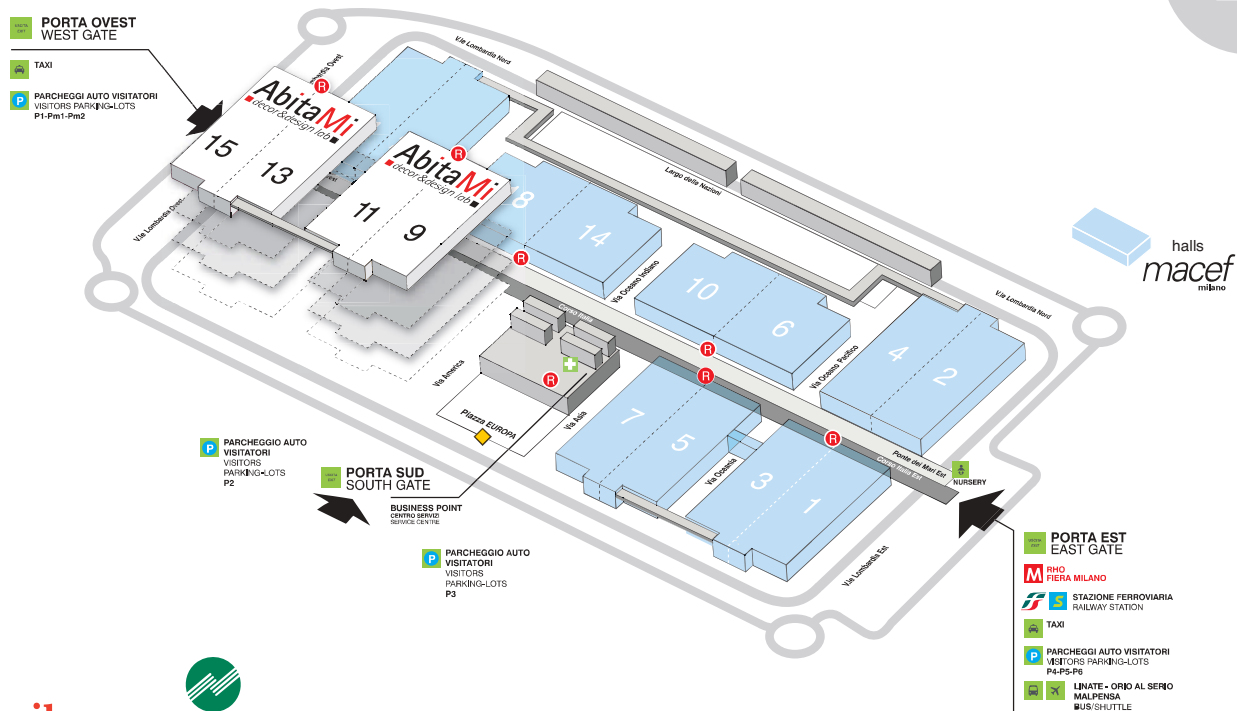 PORTA OVEST
WEST GATE
TAXI
PARCHEGGI AUTO VISITATORI
VISITORS PARKING-LOTS
P1-Pm1-Pm2
V.le Lombardia Nord
R
AbitaMi
decor&design lab
15
13
R
AbitaMi
decor&design lab
11
9
V.le Lombardia Ovest
8
14
R
Largo delle Nazioni
Via Oceano Indiano
10
6
R
Via Oceano Pacifico
4
2
V.le Lombardia Nord
halls
macef
milano
Corso Italia
Via America
R
Piazza EUROPA
Via Asia
R
7
5
Via Oceania
3
1
R
Ponte dei Mari Est
Corso Italia Est
NURSERY
V.le Lombardia Est
P
PARCHEGGIO AUTO
VISITATORI
VISITORS
PARKING-LOTS
P2
PORTA SUD
SOUTH GATE
BUSINESS POINT
CENTRO SERVIZI
SERVICE CENTRE
P
PARCHEGGIO AUTO
VISITATORI
VISITORS
PARKING-LOTS
P3
PORTA EST
EAST GATE
M
RHO
FIERA MILANO
S
STAZIONE FERROVIARIA
RAILWAY STATION
TAXI
P
PARCHEGGI AUTO VISITATORI
VISITORS PARKING-LOTS
P4-P5-P6
LINATE - ORIO AL SERIO
MALPENSA
BUS/SHUTTLE